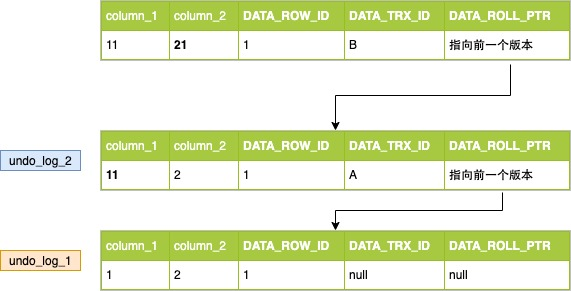 column_1 column_2 DATA_ROW_ID DATA_TRX_ID DATA_ROLL_PTR
11 21 1 B 指向前一个版本
undo_log_2
column_1 column_2 DATA_ROW_ID DATA_TRX_ID DATA_ROLL_PTR
11 2 1 A 指向前一个版本
undo_log_1
column_1 column_2 DATA_ROW_ID DATA_TRX_ID DATA_ROLL_PTR
1 2 1 null null